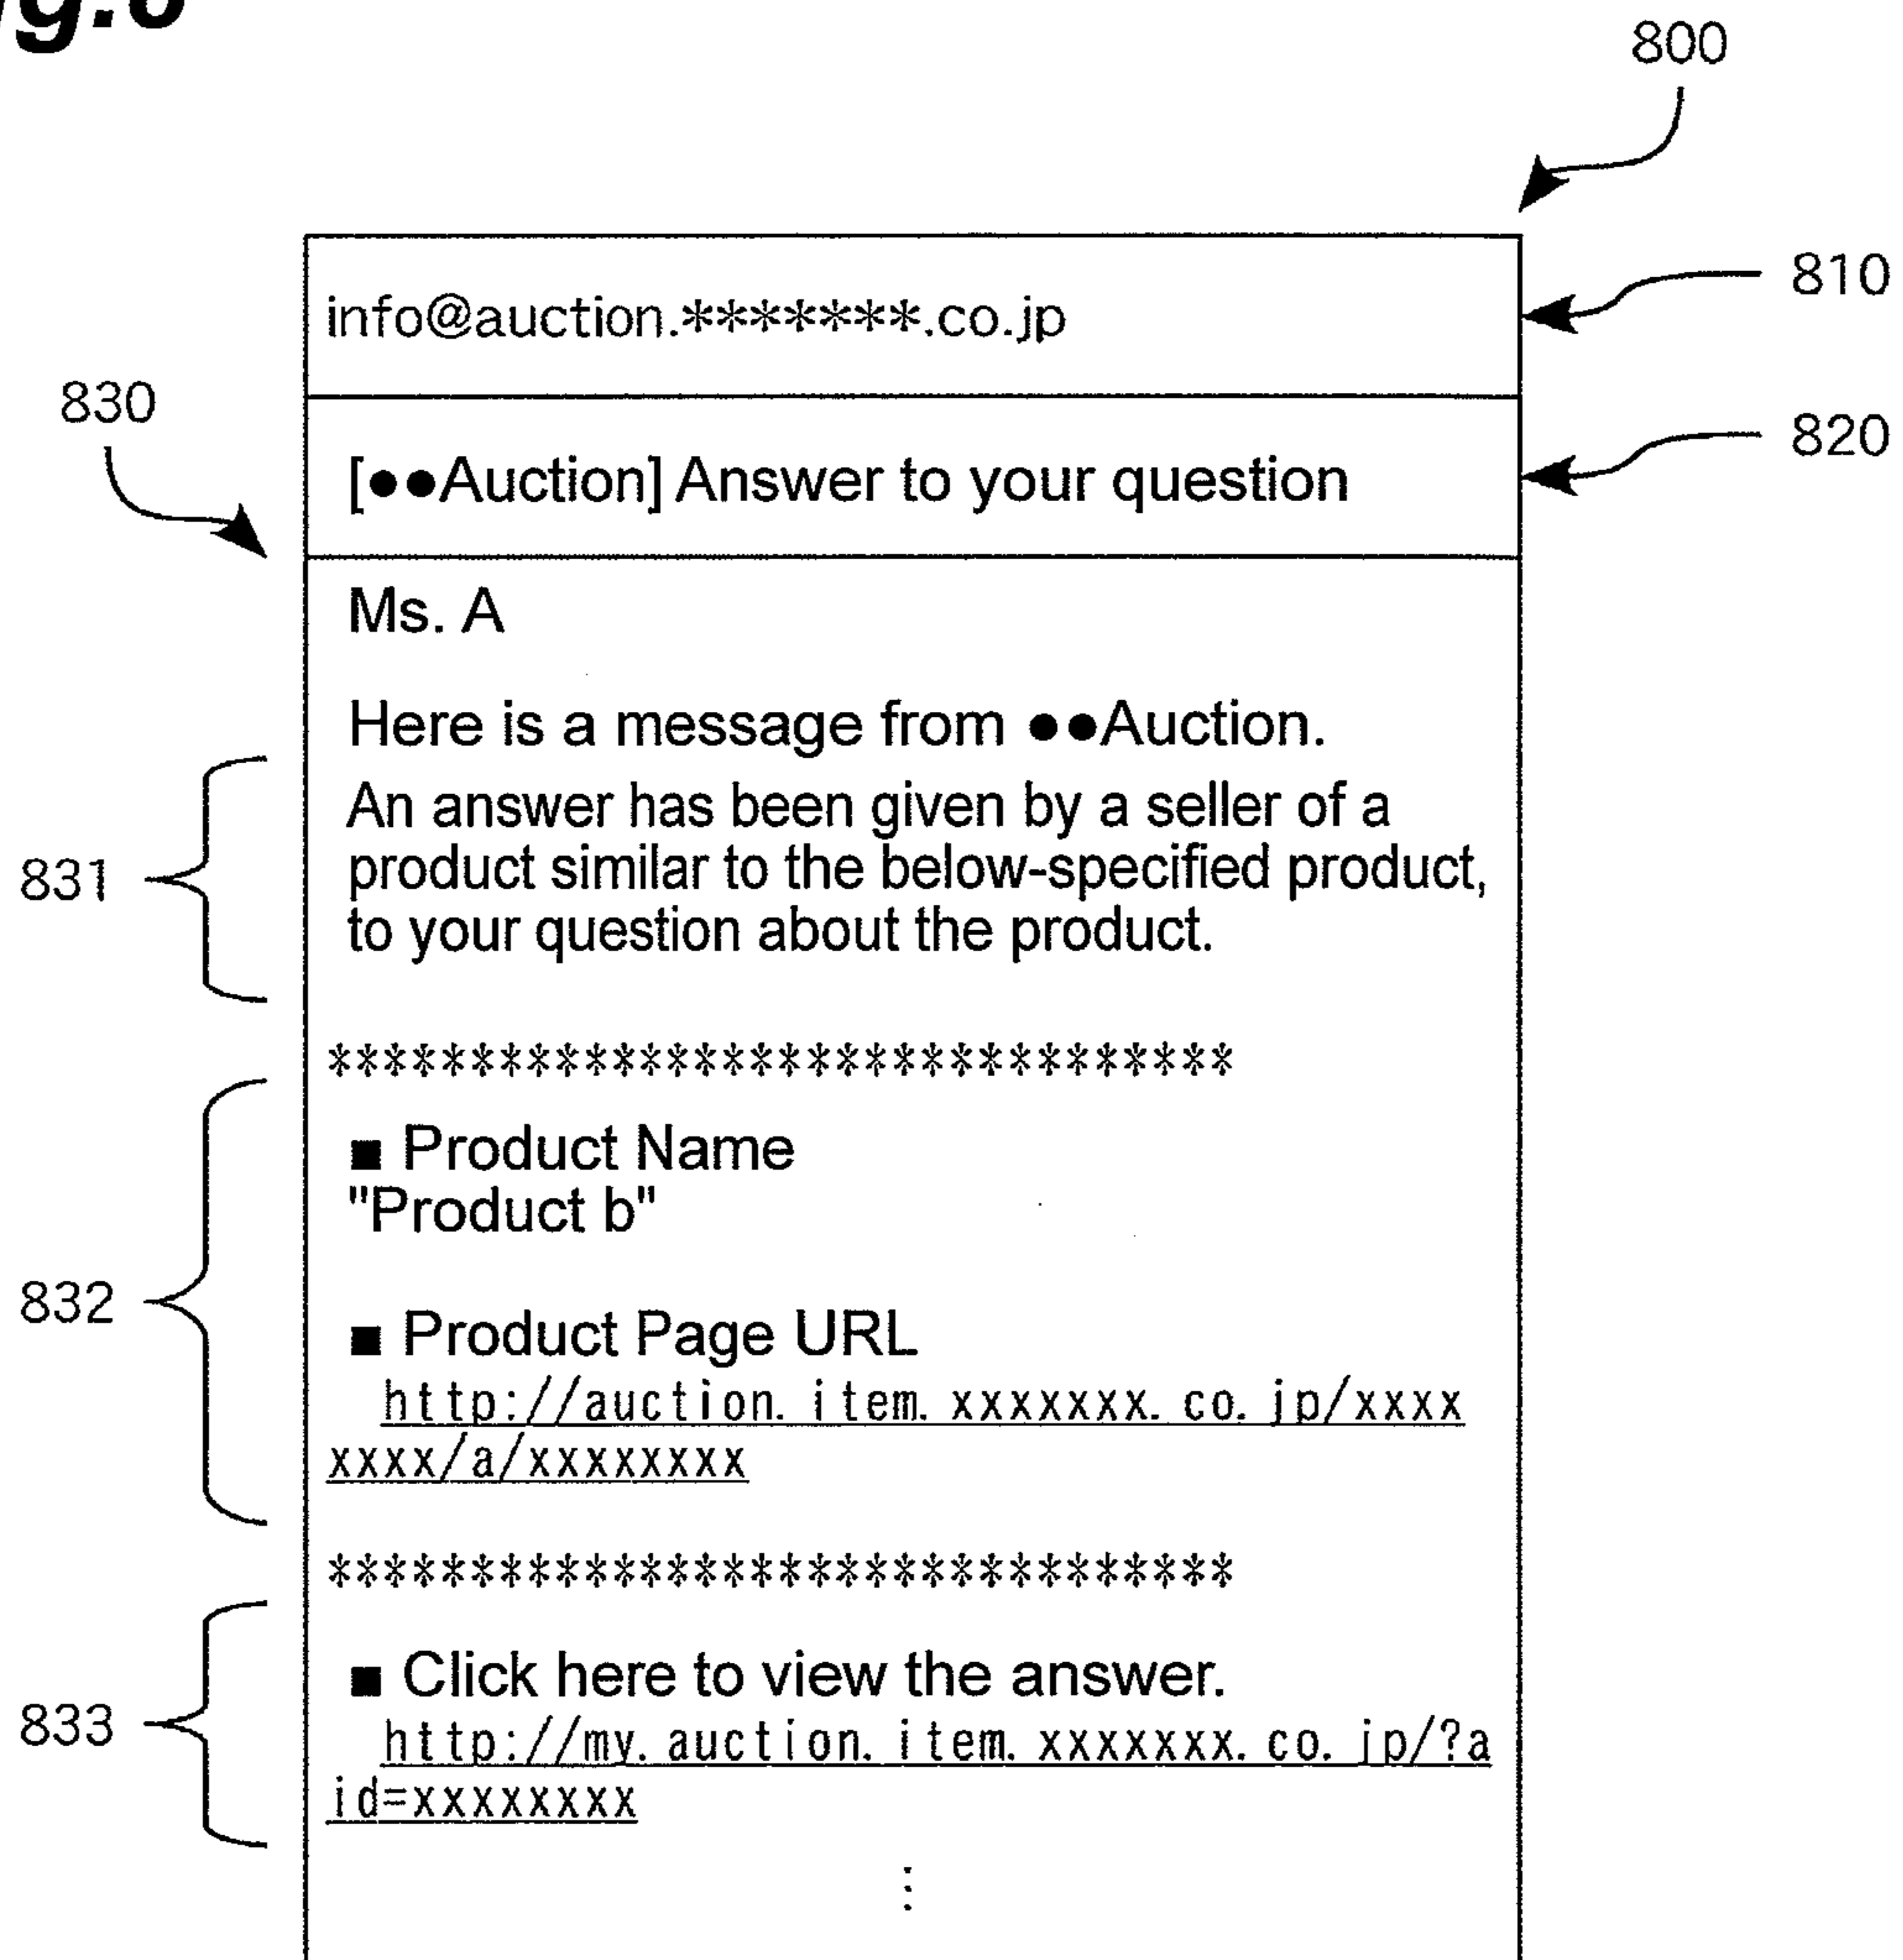 800
info@auction.*******.co.jp
810
830
[●●Auction] Answer to your question
820
Ms. A
Here is a message from ●●Auction.
831
An answer has been given by a seller of a
product similar to the below-specified product,
to your question about the product.
********************************
832
■ Product Name
"Product b"
■ Product Page URL
http://auction.item.xxxxxxx.co.jp/xxxx
xxxx/a/xxxxxxxx
********************************
833
■ Click here to view the answer.
http://my.auction.item.xxxxxxx.co.jp/?a
id=xxxxxxxx
⋮